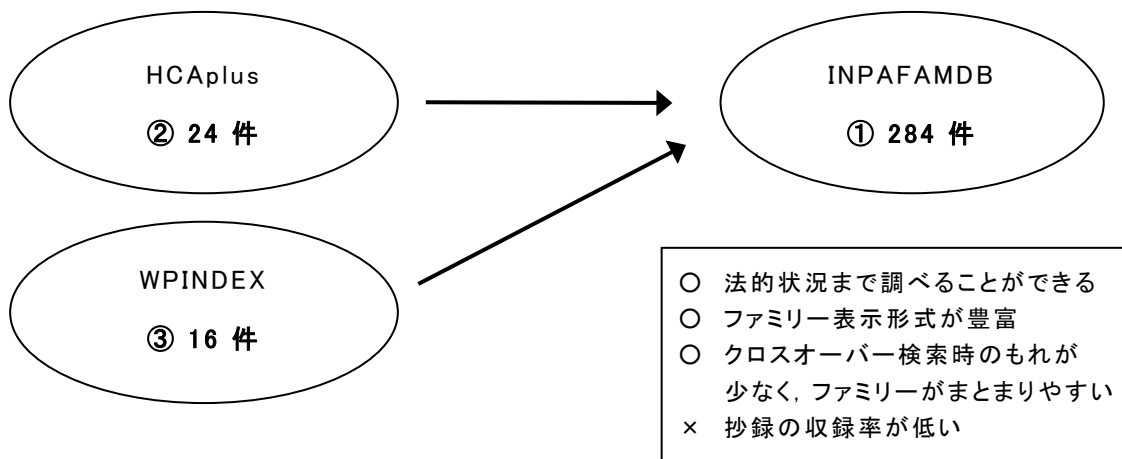 HCAplus
② 24 件
INPAFAMDB
① 284 件
WPINDEX
③ 16 件
○ 法的状況まで調べることができる
○ ファミリー表示形式が豊富
○ クロスオーバー検索時のもれが
少なく, ファミリーがまとまりやすい
× 抄録の収録率が低い